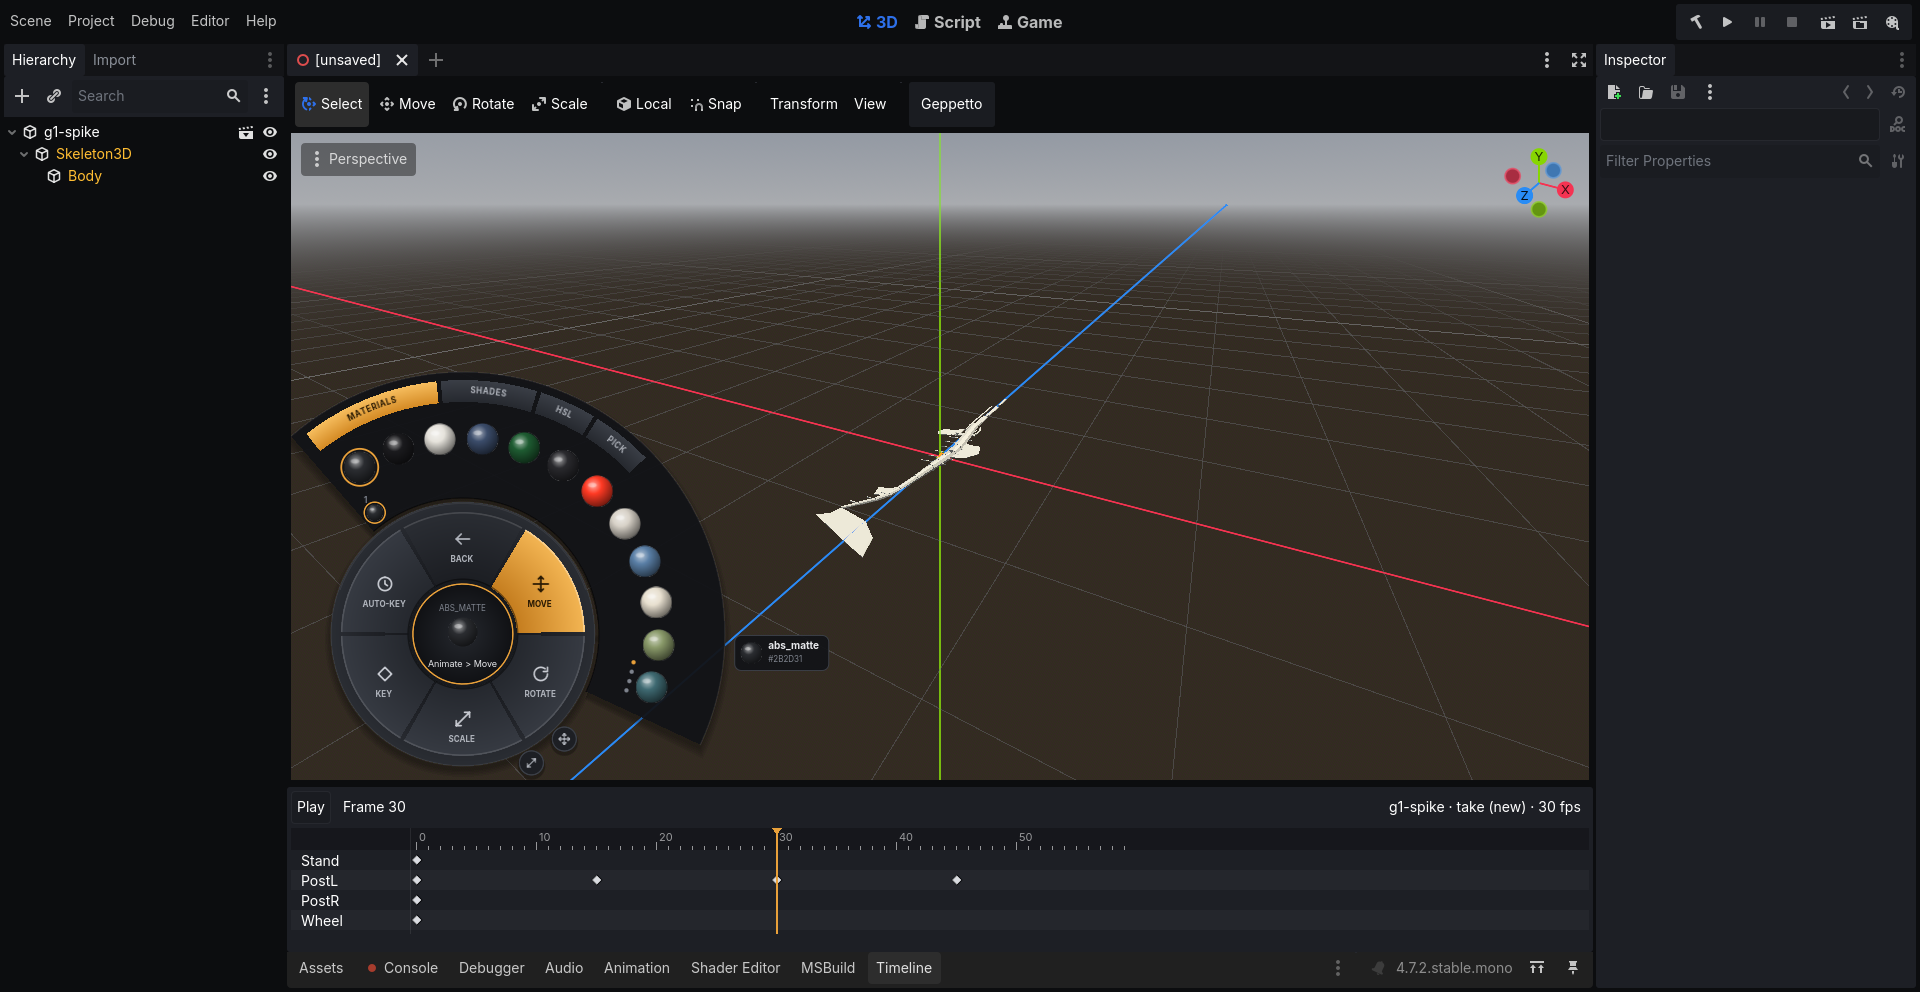 Scene Project Debug Editor Help
3D Script Game
Hierarchy Import
[unsaved]
Inspector
Search
Select Move Rotate Scale Local Snap Transform View Geppetto
DOC
g1-spike
Skeleton3D
Body
Perspective
Filter Properties
Y
X
Z
MATERIALS SHADES HSL PICK
1
BACK
AUTO-KEY
MOVE
ABS_MATTE
Animate > Move
KEY
ROTATE
SCALE
abs_matte
#2B2D31
Play Frame 30
g1-spike · take (new) · 30 fps
0 10 20 30 40 50
Stand
PostL
PostR
Wheel
Assets Console Debugger Audio Animation Shader Editor MSBuild Timeline
4.7.2.stable.mono